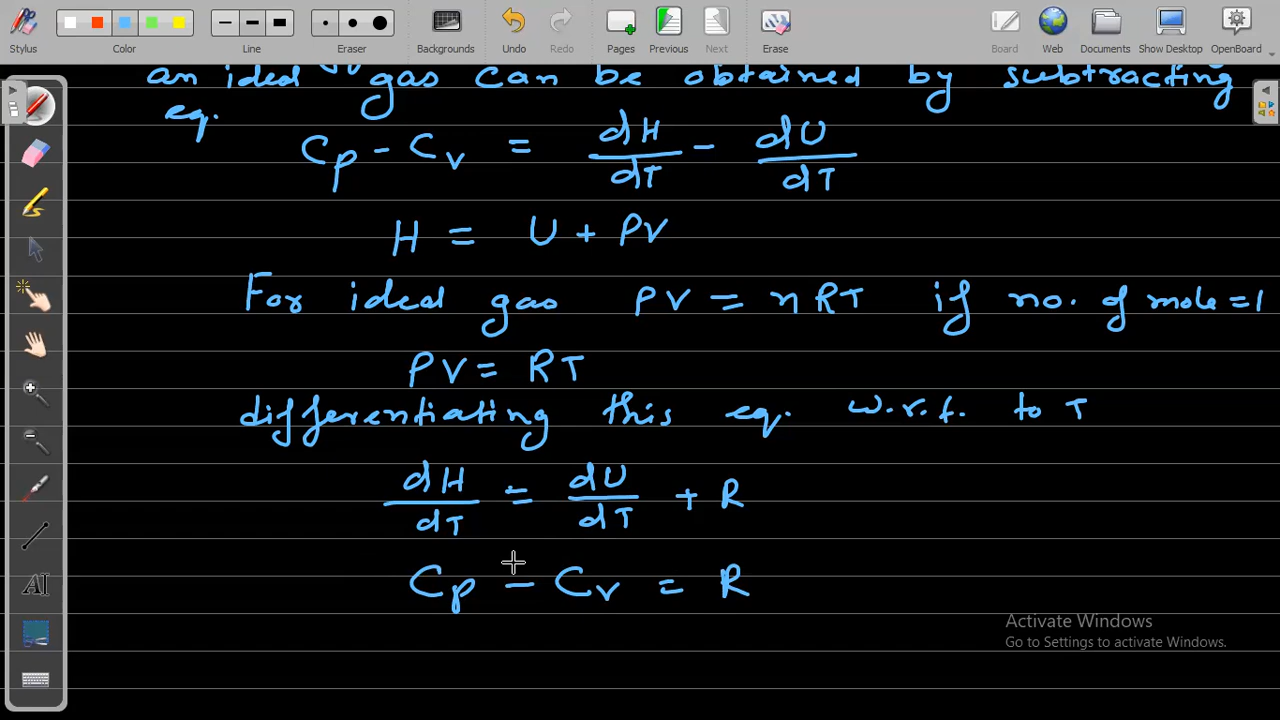 Stylus Color Line Eraser Backgrounds Undo Redo Pages Previous Next Erase Board Web Documents Show Desktop OpenBoard
an ideal gas can be obtained by subtracting
eq.
Cp - Cv = dH/dT - dU/dT
H = U + PV
For ideal gas PV = nRT if no. of mole = 1
PV = RT
differentiating this eq. w.r.t. to T
dH/dT = dU/dT + R
Cp - Cv = R
Activate Windows
Go to Settings to activate Windows.